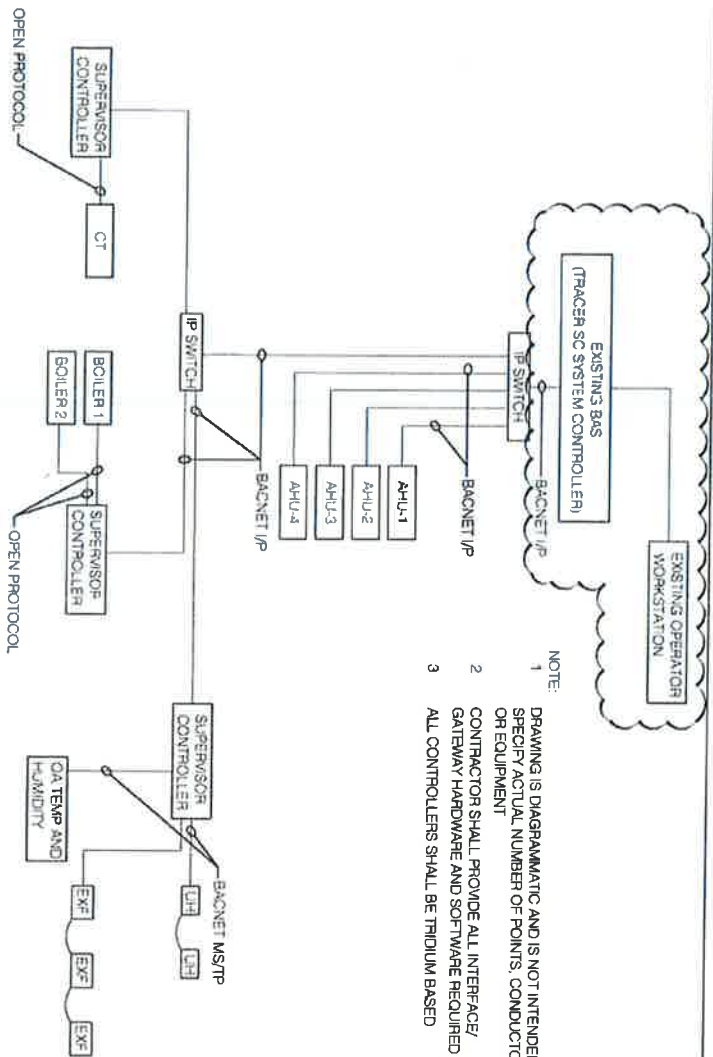 EXISTING OPERATOR
WORKSTATION
EXISTING BAS
(TRACER SC SYSTEM CONTROLLER)
BACNET I/P
IP SWITCH
BACNET I/P
AHU-1
AHU-2
AHU-3
AHU-4
BACNET I/P
IP SWITCH
SUPERVISOR
CONTROLLER
CT
OPEN PROTOCOL
BOILER 1
BOILER 2
SUPERVISOR
CONTROLLER
OPEN PROTOCOL
SUPERVISOR
CONTROLLER
BACNET MS/TP
OA TEMP AND
HUMIDITY
UH
UH
EXF
EXF
EXF
NOTE:
1 DRAWING IS DIAGRAMMATIC AND IS NOT INTENDE
SPECIFY ACTUAL NUMBER OF POINTS, CONDUCTO
OR EQUIPMENT
2 CONTRACTOR SHALL PROVIDE ALL INTERFACE/
GATEWAY HARDWARE AND SOFTWARE REQUIRED
3 ALL CONTROLLERS SHALL BE TRIDIUM BASED